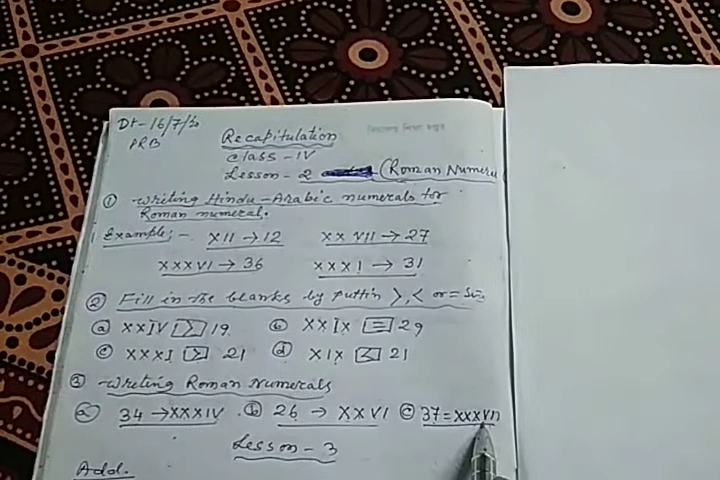 Dt- 16/7/20
PRB
Recapitulation
class - IV
Lesson - 2 (Roman Numeru
① Writing Hindu-Arabic numerals for
Roman numeral.
Example; - XII → 12 XX VII → 27
XXXVI → 36 XXXI → 31
② Fill in the blanks by puttin >, < or = Sin
ⓐ XXIV > 19 ⓑ XXIX = 29
ⓒ XXXI > 21 ⓓ XIX < 21
③ Writing Roman Numerals
ⓐ 34 → XXXIV ⓑ 26 → XXVI ⓒ 37 = XXXVII
Lesson - 3
Add.